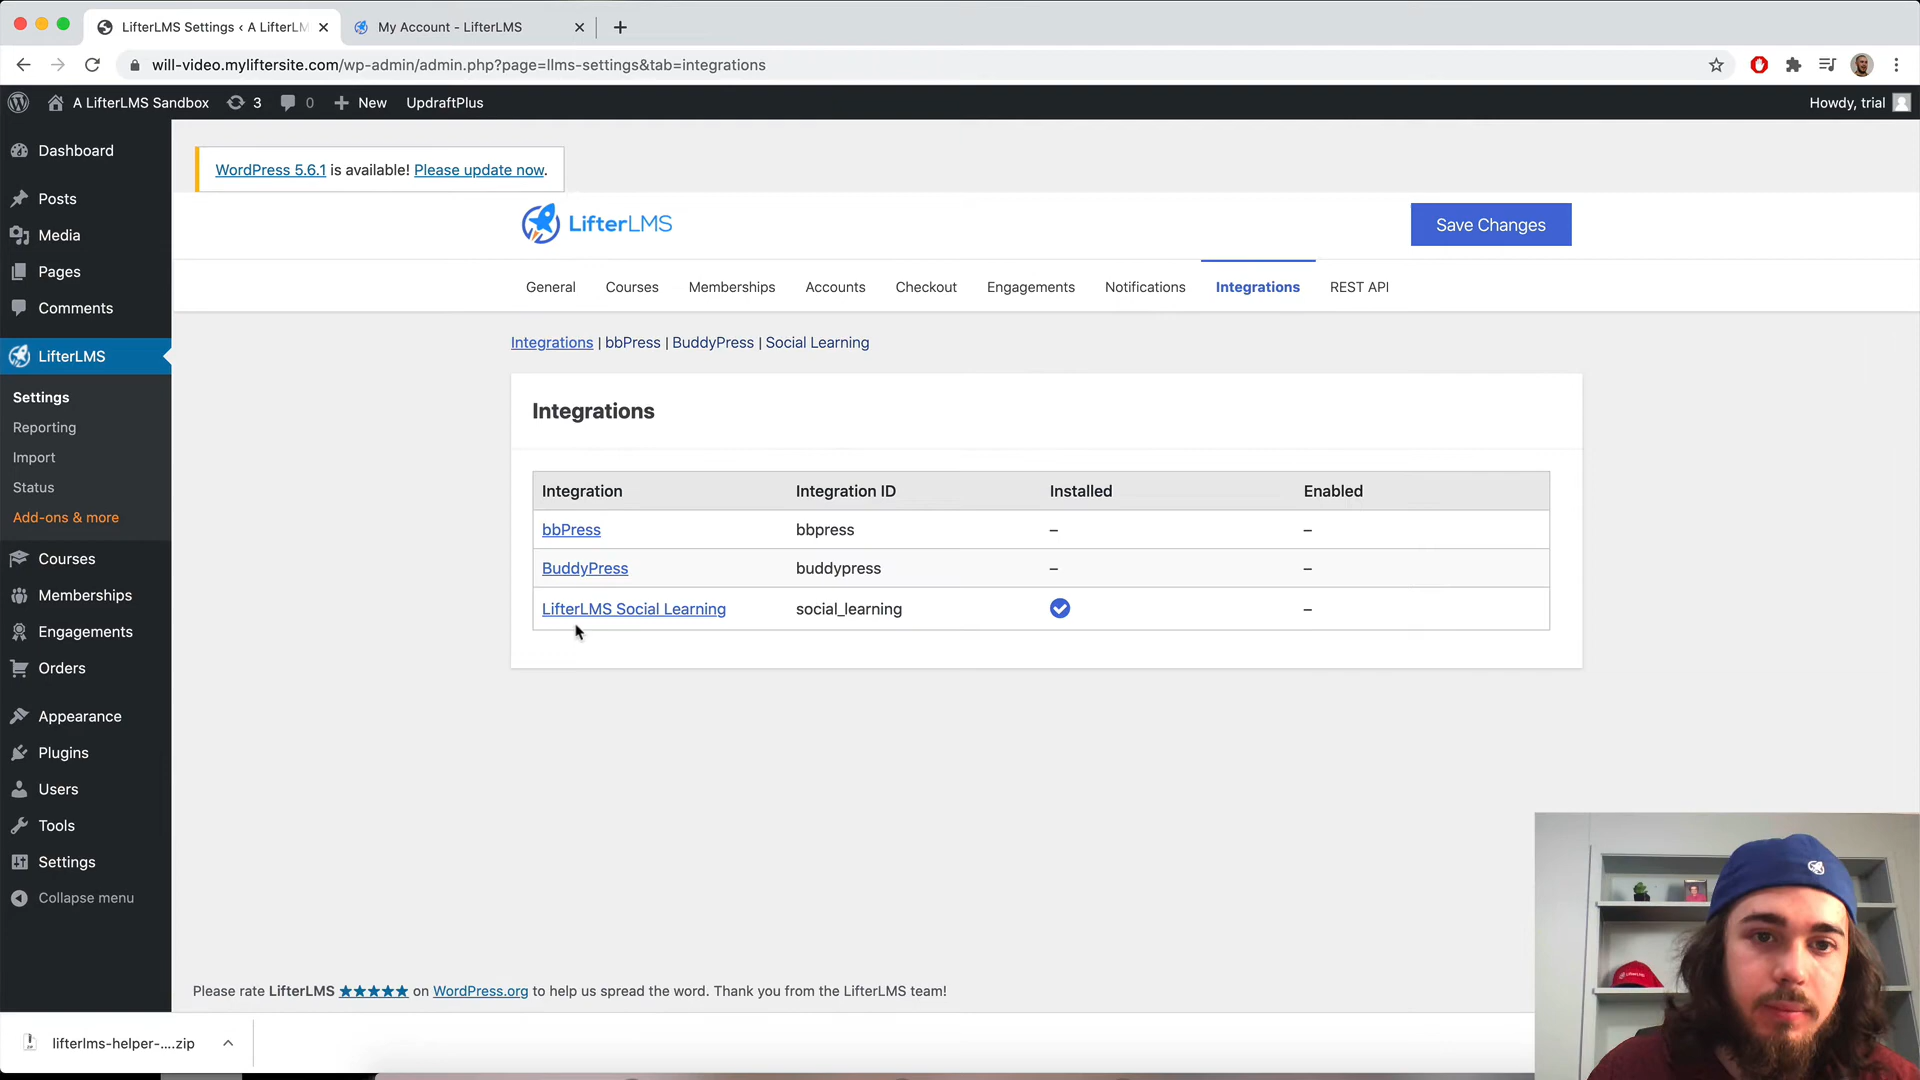 LifterLMS Settings ‹ A LifterLM
My Account - LifterLMS
will-video.myliftersite.com/wp-admin/admin.php?page=llms-settings&tab=integrations
A LifterLMS Sandbox
3
0
New
UpdraftPlus
Howdy, trial
Dashboard
Posts
Media
Pages
Comments
LifterLMS
Settings
Reporting
Import
Status
Add-ons & more
Courses
Memberships
Engagements
Orders
Appearance
Plugins
Users
Tools
Settings
Collapse menu
WordPress 5.6.1 is available! Please update now.
LifterLMS
Save Changes
General Courses Memberships Accounts Checkout Engagements Notifications Integrations REST API
Integrations | bbPress | BuddyPress | Social Learning
Integrations
Integration Integration ID Installed Enabled
bbPress bbpress – –
BuddyPress buddypress – –
LifterLMS Social Learning social_learning –
Please rate LifterLMS ★★★★★ on WordPress.org to help us spread the word. Thank you from the LifterLMS team!
lifterlms-helper-....zip